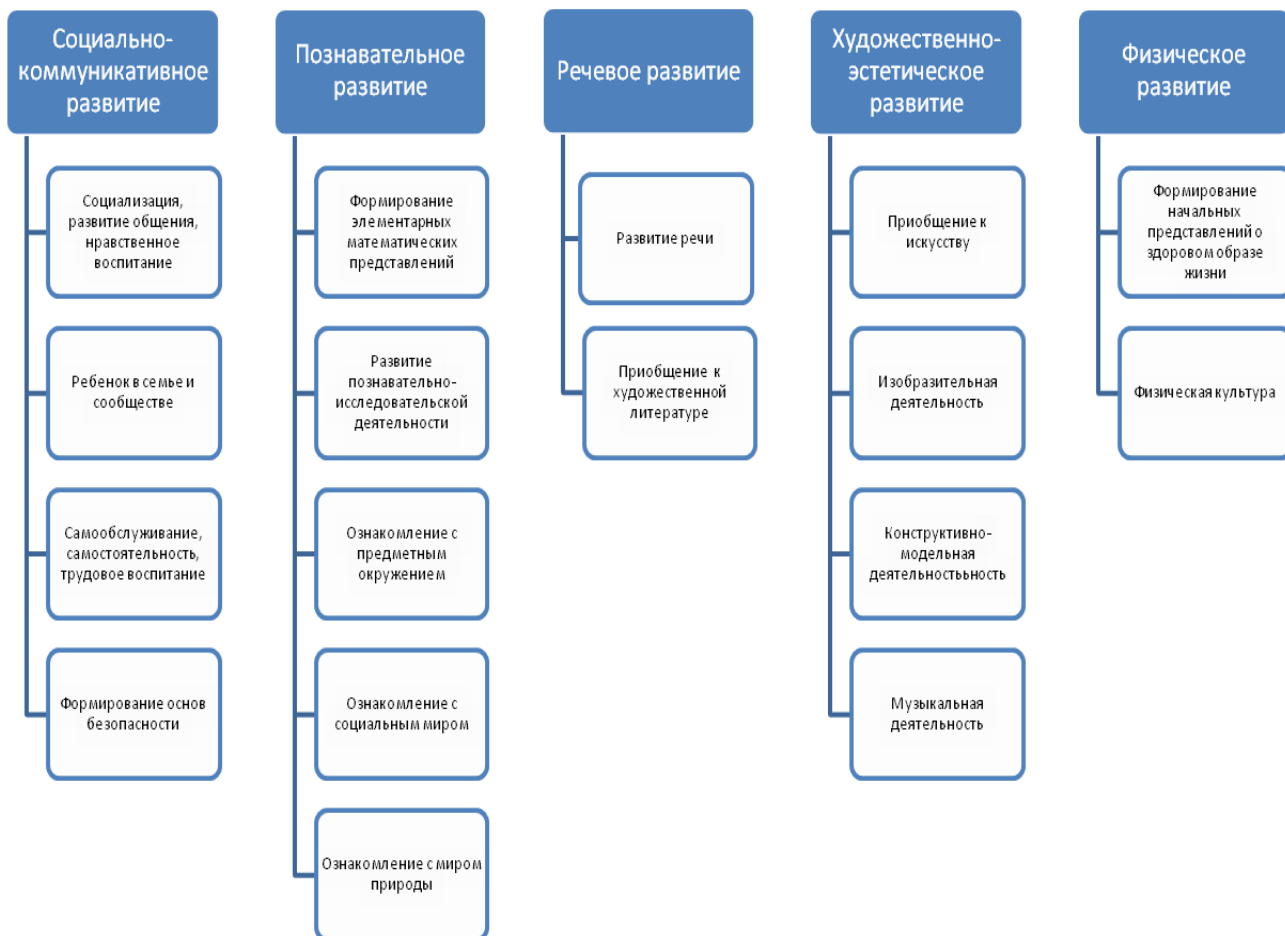 Социально-
коммуникативное
развитие
Социализация,
развитие общения,
нравственное
воспитание
Ребенок в семье и
сообществе
Самообслуживание,
самостоятельность,
трудовое воспитание
Формирование основ
безопасности
Познавательное
развитие
Формирование
элементарных
математических
представлений
Развитие
познавательно-
исследовательской
деятельности
Ознакомление с
предметным
окружением
Ознакомление с
социальным миром
Ознакомление с миром
природы
Речевое развитие
Развитие речи
Приобщение к
художественной
литературе
Художественно-
эстетическое
развитие
Приобщение к
искусству
Изобразительная
деятельность
Конструктивно-
модельная
деятельностььность
Музыкальная
деятельность
Физическое
развитие
Формирование
начальных
представлений о
здоровом образе
жизни
Физическая культура